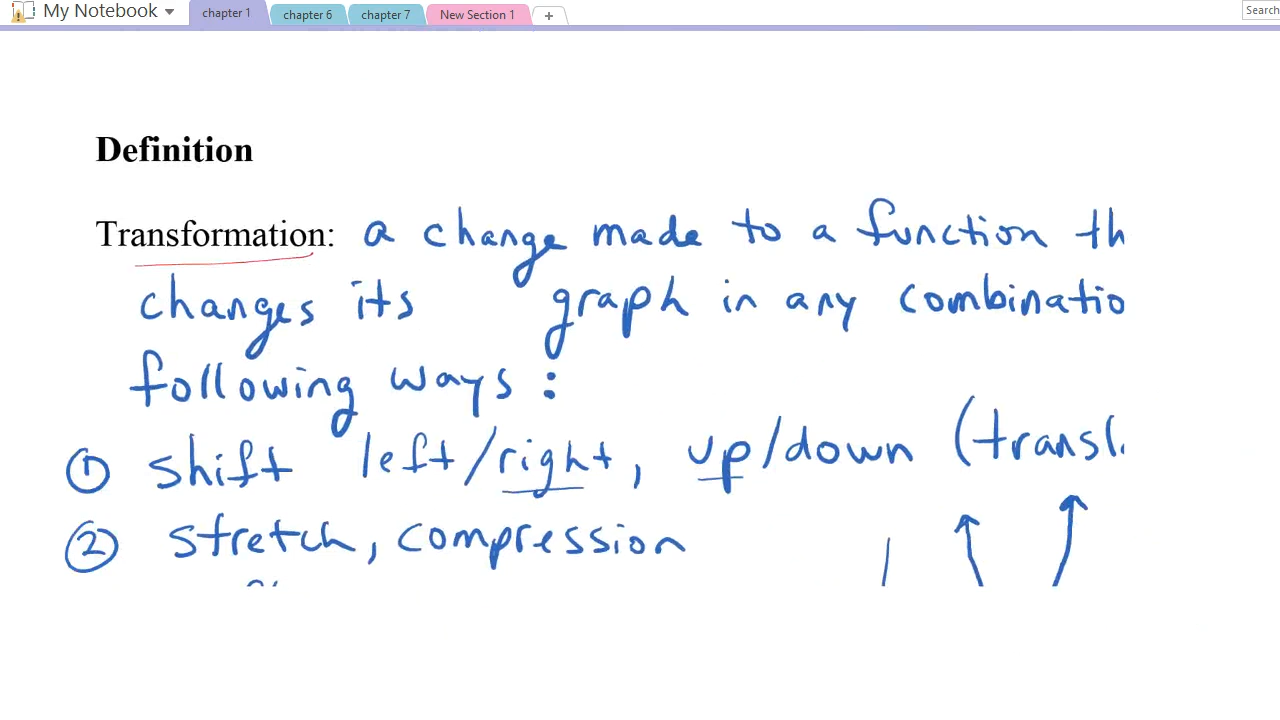 My Notebook chapter 1 chapter 6 chapter 7 New Section 1 + Search
Definition
Transformation: a change made to a function th
changes its graph in any combinatio
following ways:
① shift left/right, up/down (transl
② stretch, compression